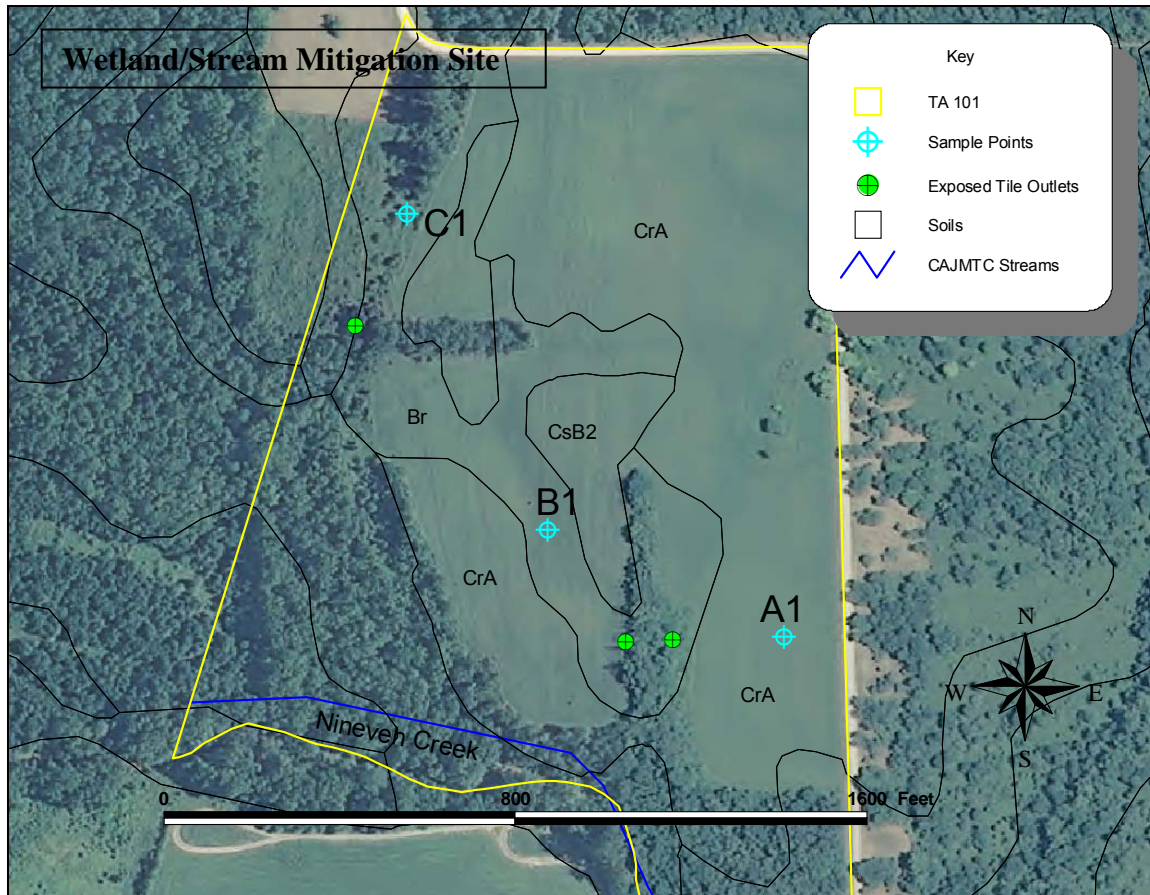 Wetland/Stream Mitigation Site
Key
TA 101
Sample Points
Exposed Tile Outlets
Soils
CAJMTC Streams
C1
CrA
Br
CsB2
B1
CrA
A1
CrA
N
W E
S
Nineveh Creek
0 800 1600 Feet